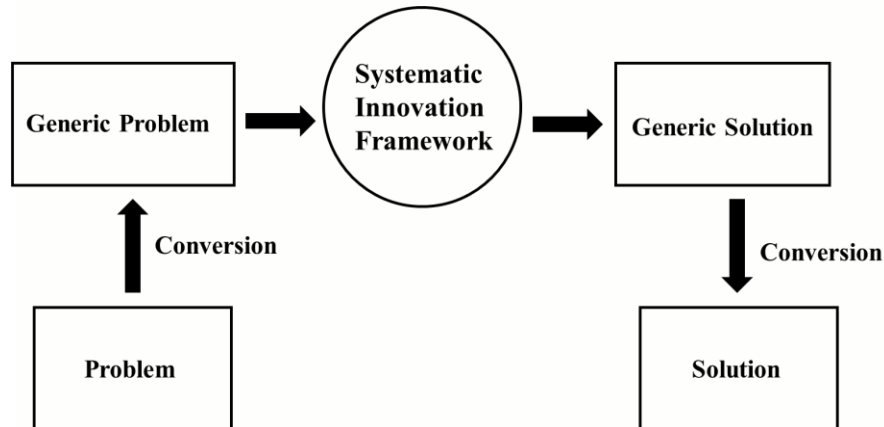 Systematic
Innovation
Framework
Generic Problem
Generic Solution
Conversion
Conversion
Problem
Solution